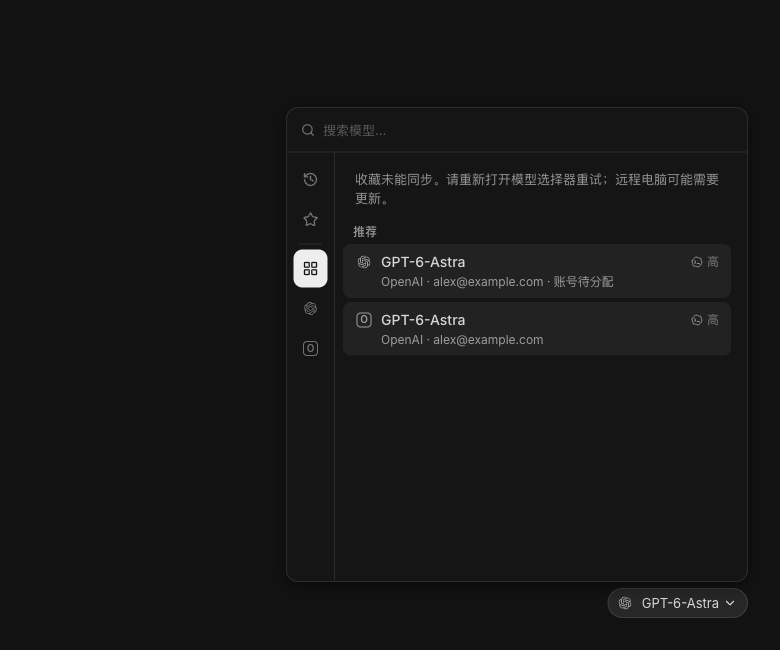 搜索模型...
收藏未能同步。请重新打开模型选择器重试；远程电脑可能需要
更新。
推荐
GPT-6-Astra 高
OpenAI · alex@example.com · 账号待分配
O GPT-6-Astra 高
OpenAI · alex@example.com
O
GPT-6-Astra